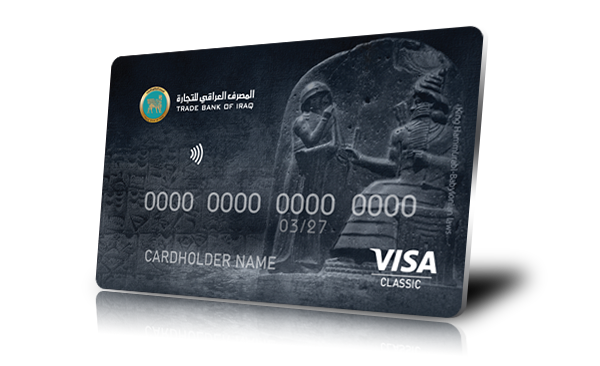 المصرف العراقي للتجارة
TRADE BANK OF IRAQ
0000 0000 0000 0000
03/27
CARDHOLDER NAME
VISA
CLASSIC